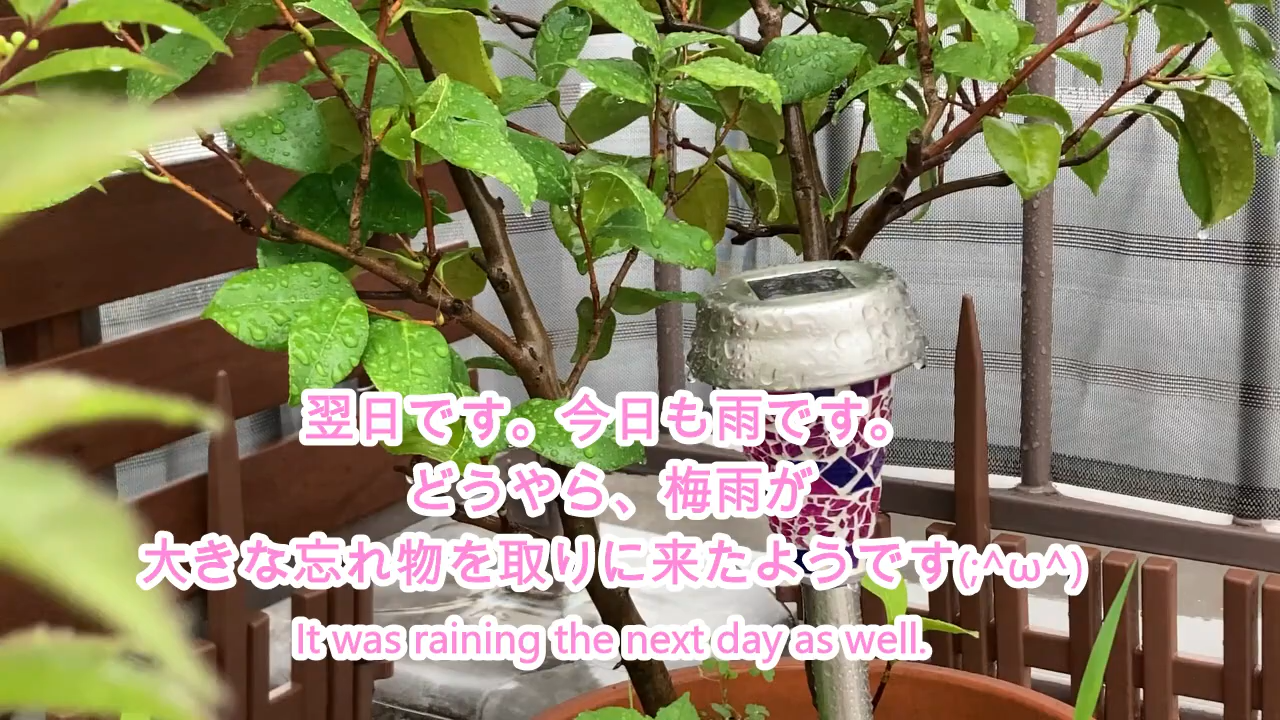 翌日です。今日も雨です。
どうやら、梅雨が
大きな忘れ物を取りに来たようです(;^ω^)
It was raining the next day as well.